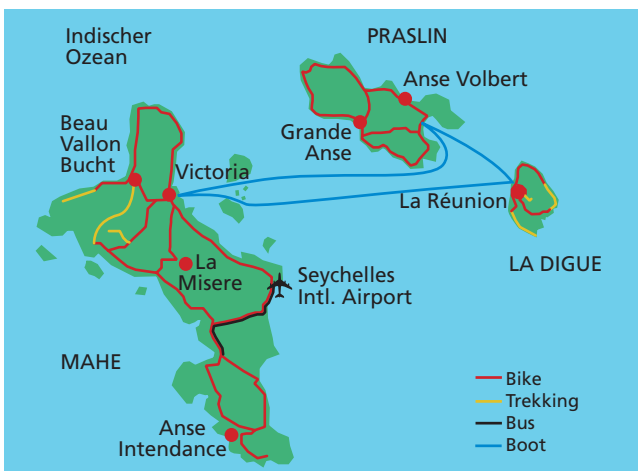 Indischer
Ozean
PRASLIN
Anse Volbert
Beau
Vallon
Bucht
Grande
Anse
Victoria
La Réunion
La
Misere
Seychelles
Intl. Airport
LA DIGUE
MAHE
Anse
Intendance
Bike
Trekking
Bus
Boot